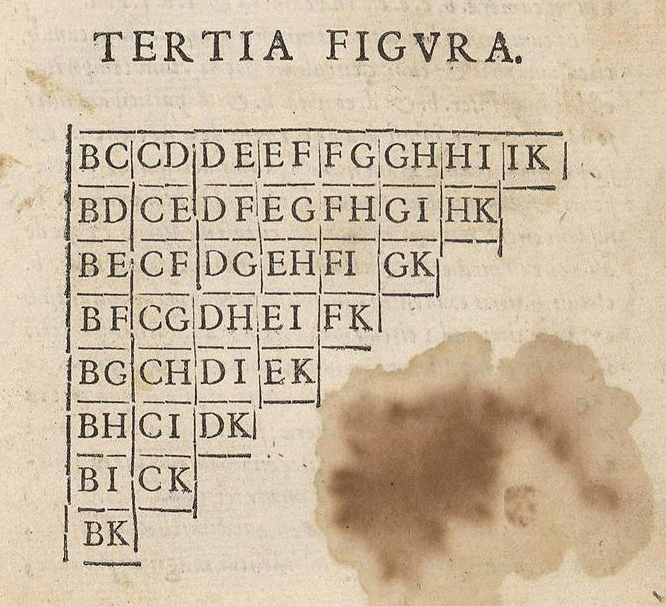 TERTIA FIGVRA.
BC CD DE EF FG GH HI IK
BD CE DF EG FH GI HK
BE CF DG EH FI GK
BF CG DH EI FK
BG CH DI EK
BH CI DK
BI CK
BK